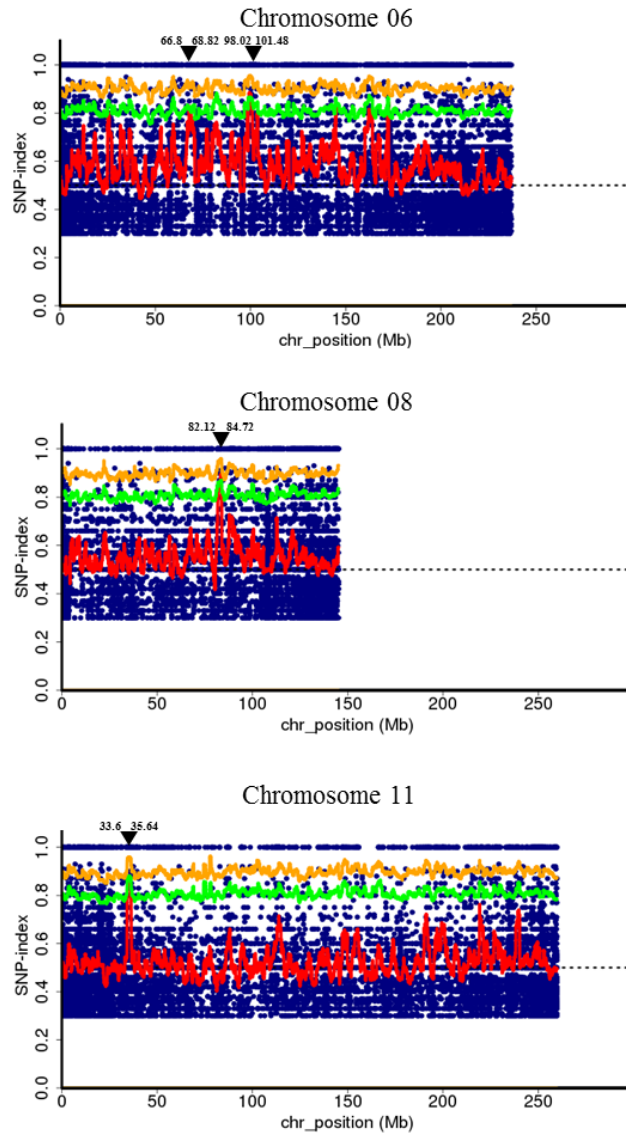 Chromosome 06
66.8 68.82 98.02 101.48
SNP-index
1.0
0.8
0.6
0.4
0.2
0.0
0 50 100 150 200 250
chr_position (Mb)
Chromosome 08
82.12 84.72
SNP-index
1.0
0.8
0.6
0.4
0.2
0.0
0 50 100 150 200 250
chr_position (Mb)
Chromosome 11
33.6 35.64
SNP-index
1.0
0.8
0.6
0.4
0.2
0.0
0 50 100 150 200 250
chr_position (Mb)